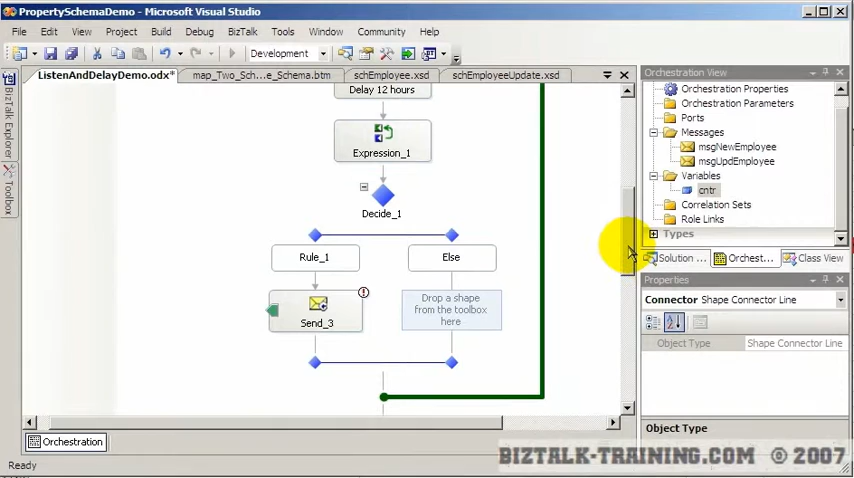 PropertySchemaDemo - Microsoft Visual Studio
File Edit View Project Build Debug BizTalk Tools Window Community Help
Development
ListenAndDelayDemo.odx* map_Two_Sch...e_Schema.btm schEmployee.xsd schEmployeeUpdate.xsd
BizTalk Explorer
Toolbox
Delay 12 hours
Expression_1
Decide_1
Rule_1
Else
Send_3
Drop a shape
from the toolbox
here
Orchestration
Orchestration View
Orchestration Properties
Orchestration Parameters
Ports
Messages
msgNewEmployee
msgUpdEmployee
Variables
cntr
Correlation Sets
Role Links
Types
Solution ... Orchest... Class View
Properties
Connector Shape Connector Line
Object Type Shape Connector Line
Object Type
Ready
BIZTALK-TRAINING.COM © 2007